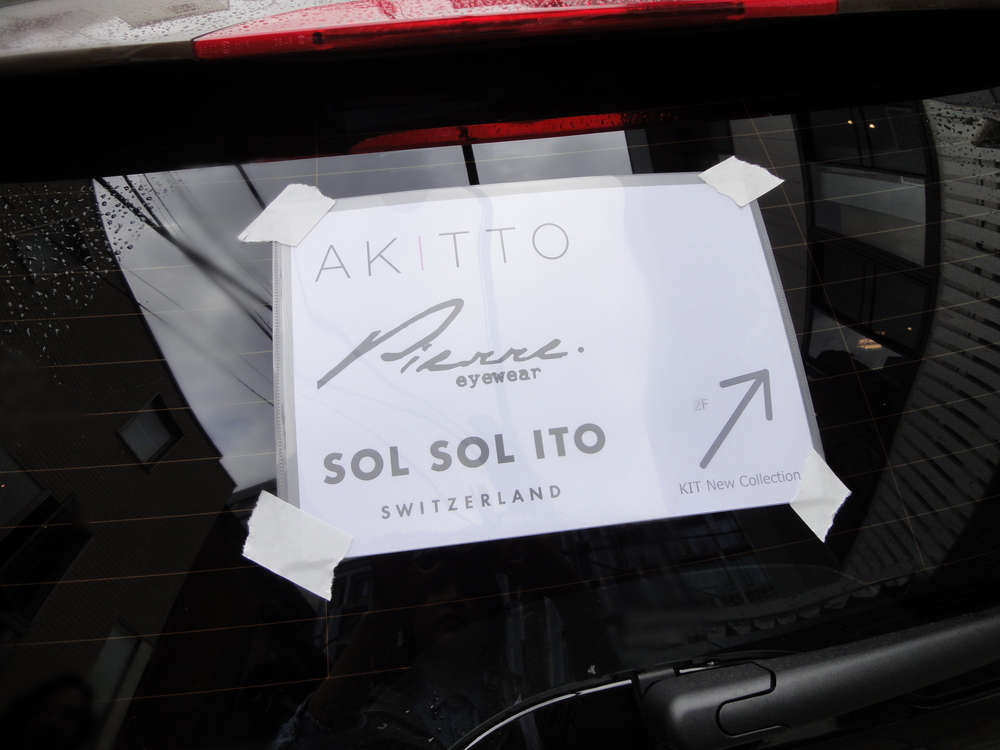 AKITTO
Pierre.
eyewear
SOL SOL ITO
SWITZERLAND
2F
KIT New Collection